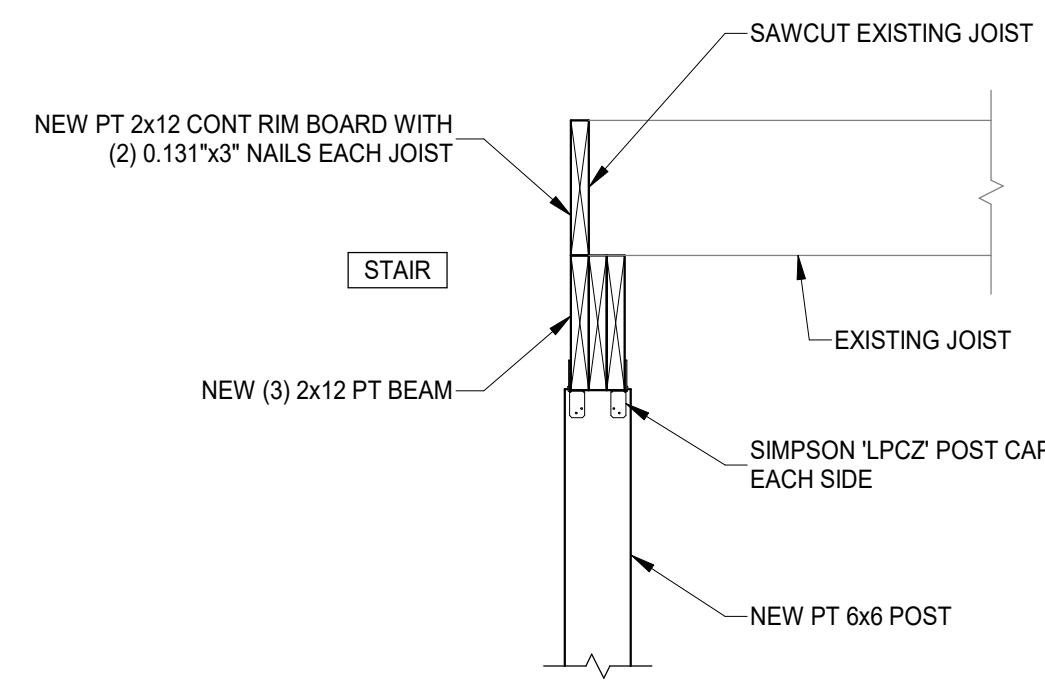 SAWCUT EXISTING JOIST
NEW PT 2x12 CONT RIM BOARD WITH
(2) 0.131"x3" NAILS EACH JOIST
STAIR
EXISTING JOIST
NEW (3) 2x12 PT BEAM
SIMPSON 'LPCZ' POST
EACH SIDE
NEW PT 6x6 POST